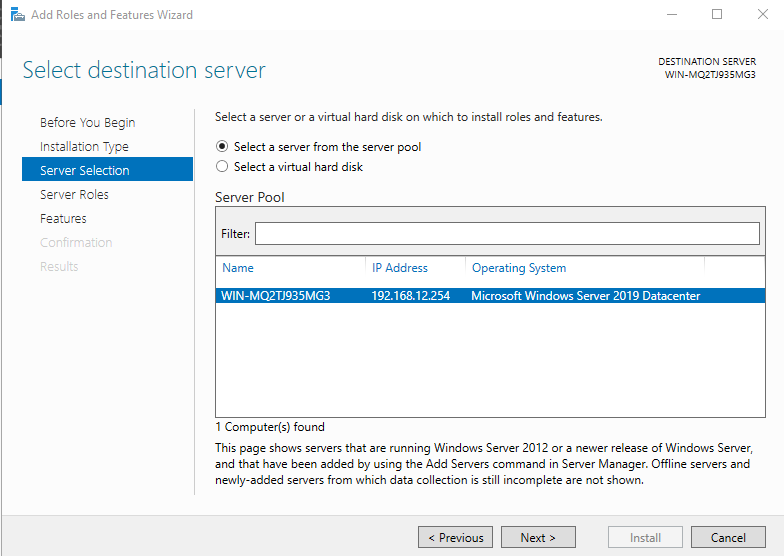 Add Roles and Features Wizard
Select destination server
DESTINATION SERVER
WIN-MQ2TJ935MG3
Before You Begin
Installation Type
Server Selection
Server Roles
Features
Confirmation
Results
Select a server or a virtual hard disk on which to install roles and features.
Select a server from the server pool
Select a virtual hard disk
Server Pool
Filter:
Name IP Address Operating System
WIN-MQ2TJ935MG3 192.168.12.254 Microsoft Windows Server 2019 Datacenter
1 Computer(s) found
This page shows servers that are running Windows Server 2012 or a newer release of Windows Server,
and that have been added by using the Add Servers command in Server Manager. Offline servers and
newly-added servers from which data collection is still incomplete are not shown.
< Previous Next > Install Cancel